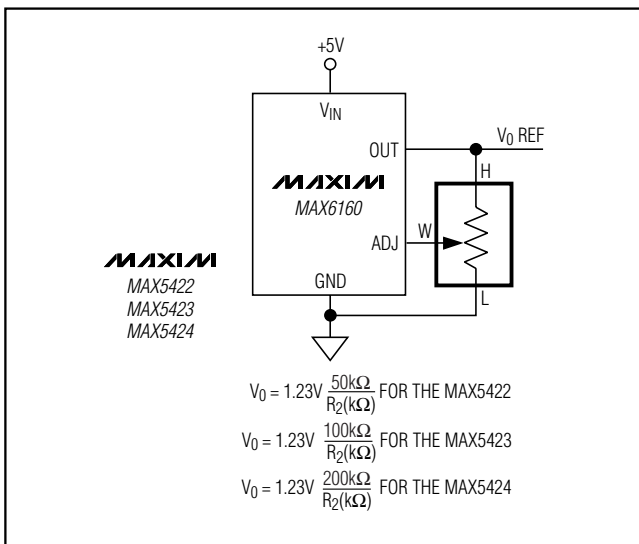 +5V
V_IN
OUT
V_0 REF
H
MAXIM
MAX6160
ADJ
W
MAXIM
MAX5422
MAX5423
MAX5424
GND
L
V_0 = 1.23V 50kΩ/R_2(kΩ) FOR THE MAX5422
V_0 = 1.23V 100kΩ/R_2(kΩ) FOR THE MAX5423
V_0 = 1.23V 200kΩ/R_2(kΩ) FOR THE MAX5424